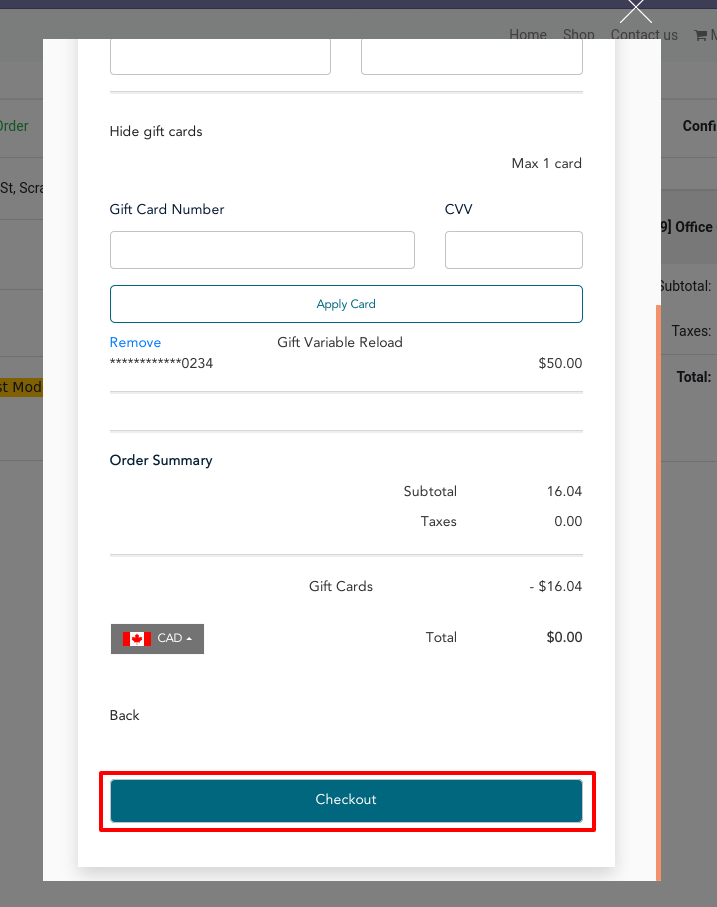 Home Shop Contact us M
Order
Confi
Hide gift cards
Max 1 card
St, Scra
Gift Card Number CVV
9] Office
Apply Card
Subtotal:
Remove Gift Variable Reload
Taxes:
************0234 $50.00
Total:
st Mod
Order Summary
Subtotal 16.04
Taxes 0.00
Gift Cards - $16.04
CAD Total $0.00
Back
Checkout